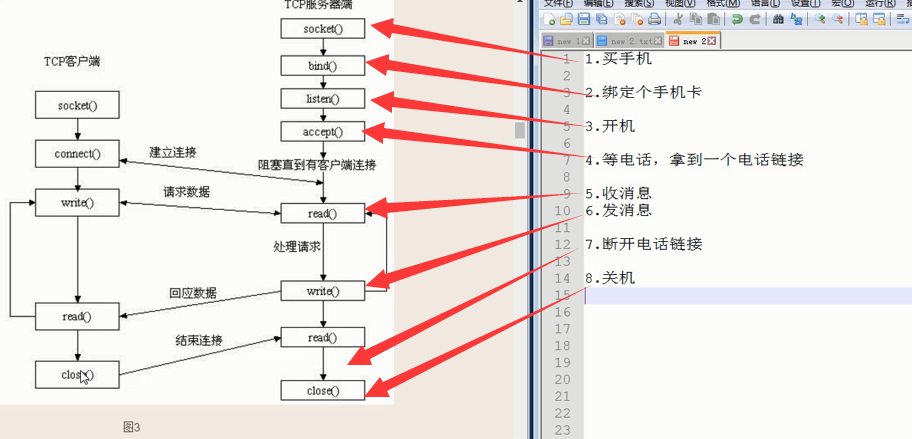 TCP服务器端
socket()
bind()
listen()
accept()
阻塞直到有客户端连接
read()
处理请求
write()
read()
close()
TCP客户端
socket()
connect()
write()
read()
建立连接
请求数据
回应数据
结束连接
图3
文件(F) 编辑(E) 搜索(S) 视图(V) 格式(M) 语言(L) 设置(T) 宏(O) 运行(R)
new 1 new 2.txt new 2
1 1.买手机
2
3 2.绑定个手机卡
4
5 3.开机
6
7 4.等电话，拿到一个电话链接
8
9 5.收消息
10 6.发消息
11
12 7.断开电话链接
13
14 8.关机
15
16
17
18
19
20
21
22
23